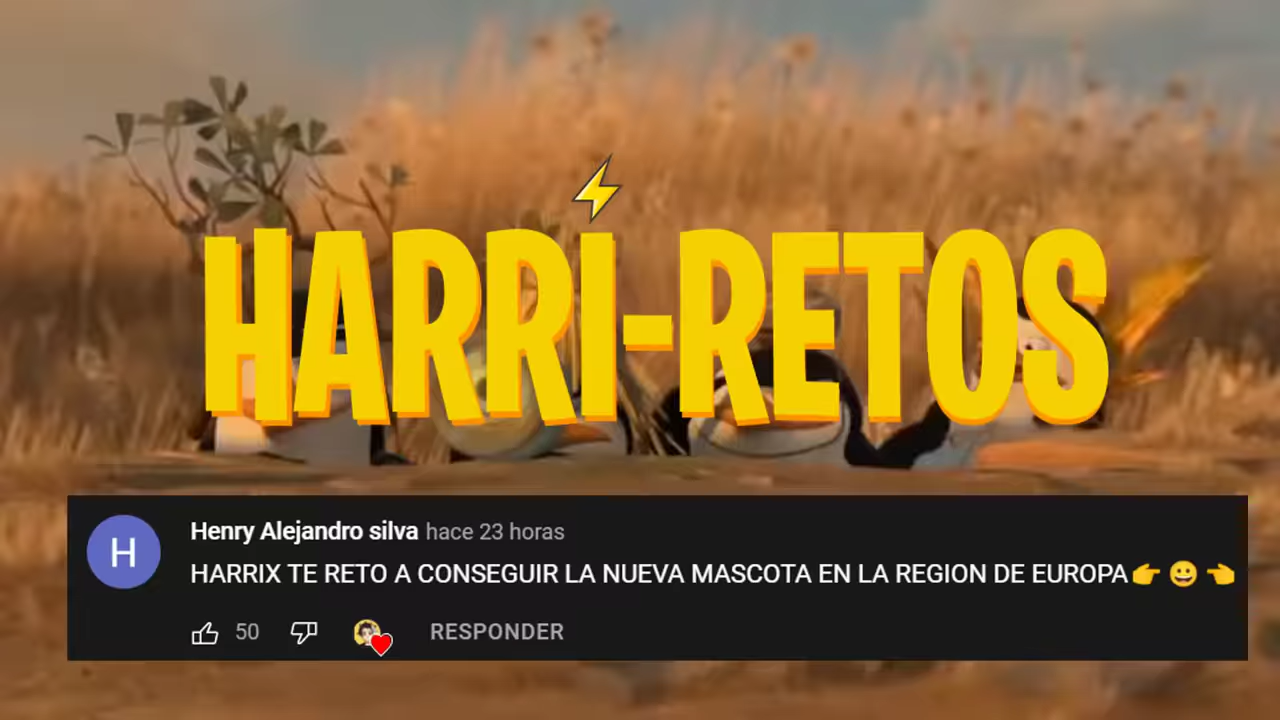 HARRI-RETOS
H
Henry Alejandro silva hace 23 horas
HARRIX TE RETO A CONSEGUIR LA NUEVA MASCOTA EN LA REGION DE EUROPA👉 😀 👈
50
RESPONDER